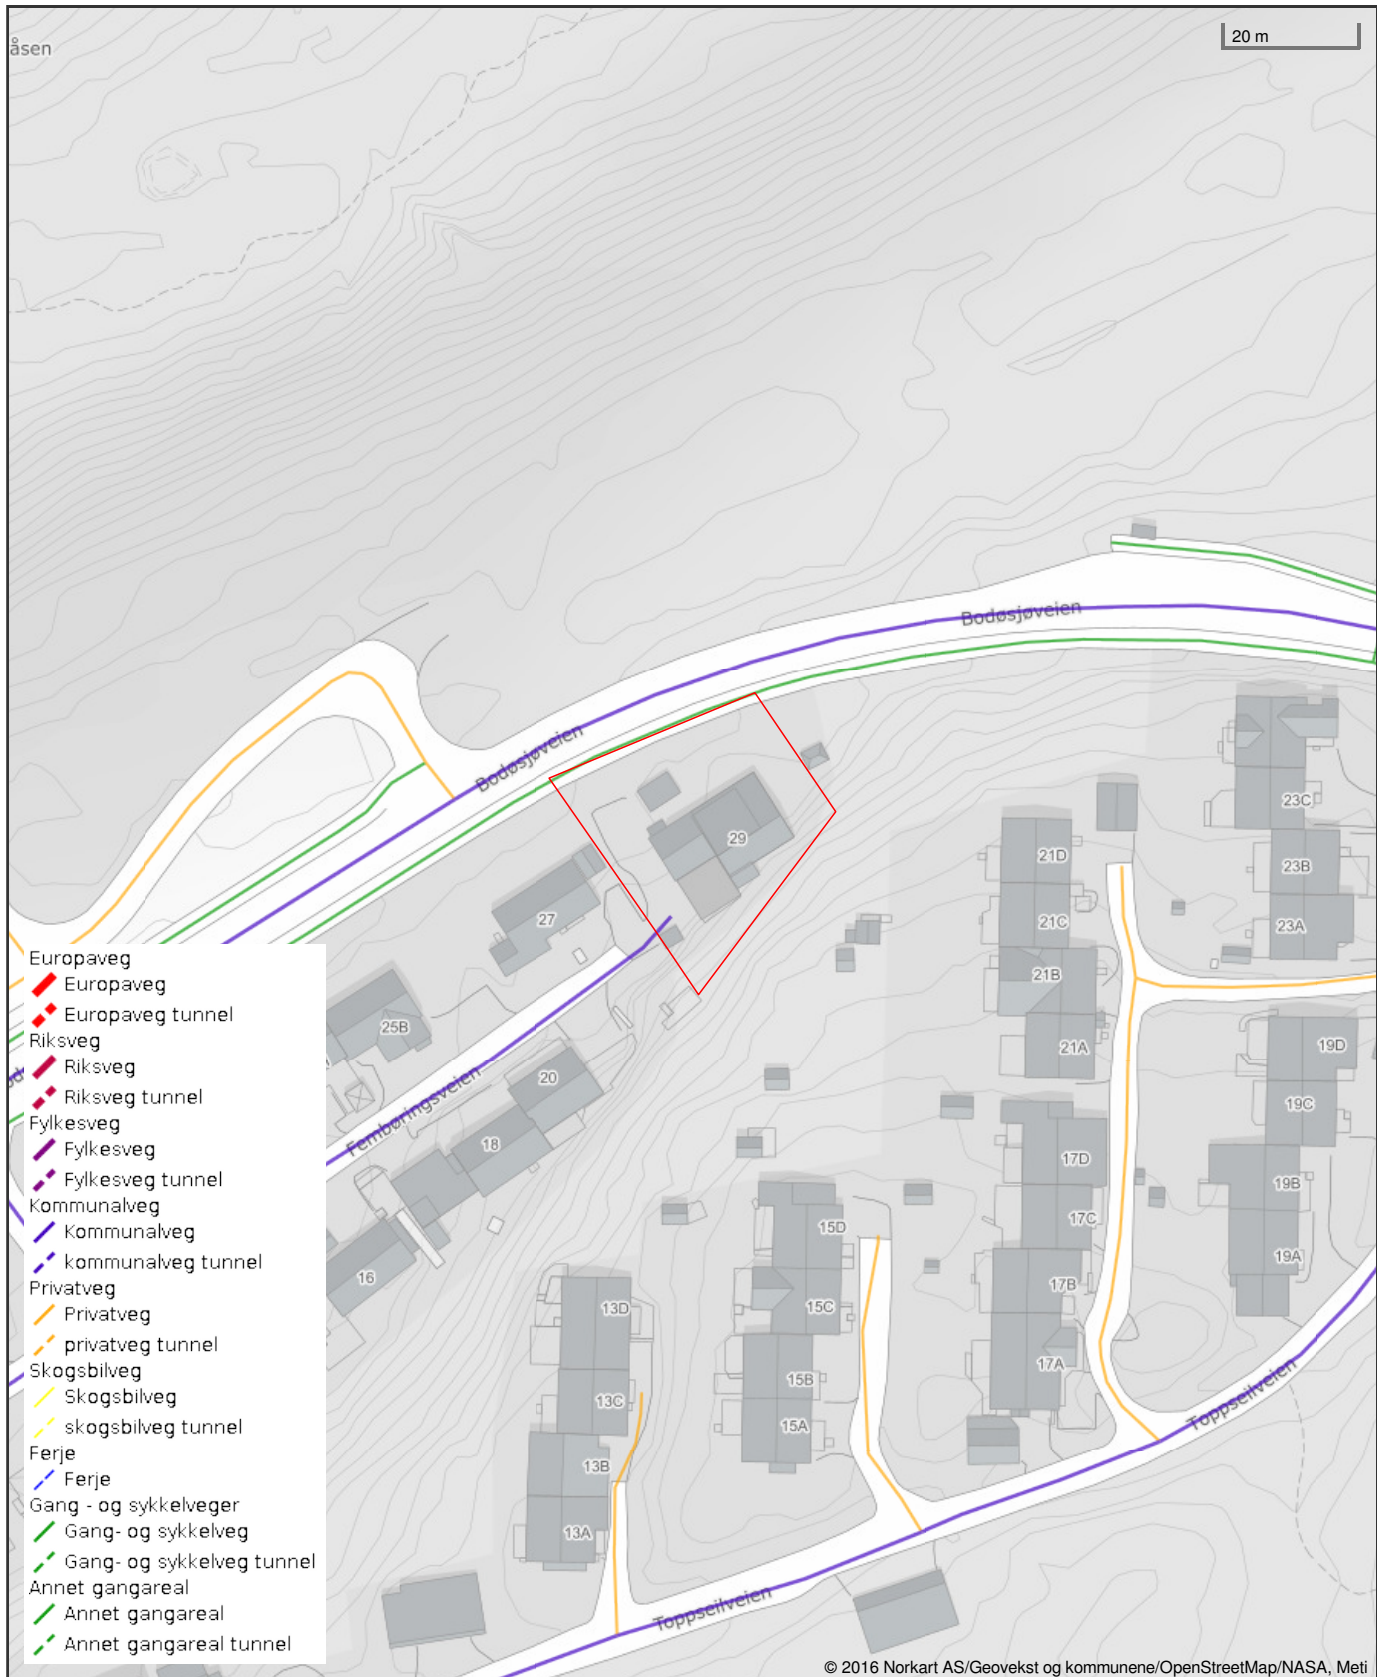 åsen
20 m
Bodøsjøveien
Bodøsjøveien
23C
29
21D
23B
27
21C
23A
21B
25B
21A
19D
20
19C
Femböringsveien
18
17D
19B
17C
15D
19A
16
17B
13D
15C
17A
15B
13C
Toppseilveien
15A
13B
13A
Toppseilveien
Europaveg
Europaveg
Europaveg tunnel
Riksveg
Riksveg
Riksveg tunnel
Fylkesveg
Fylkesveg
Fylkesveg tunnel
Kommunalveg
Kommunalveg
kommunalveg tunnel
Privatveg
Privatveg
privatveg tunnel
Skogsbilveg
Skogsbilveg
skogsbilveg tunnel
Ferje
Ferje
Gang - og sykkelveger
Gang- og sykkelveg
Gang- og sykkelveg tunnel
Annet gangareal
Annet gangareal
Annet gangareal tunnel
© 2016 Norkart AS/Geovekst og kommunene/OpenStreetMap/NASA, Meti